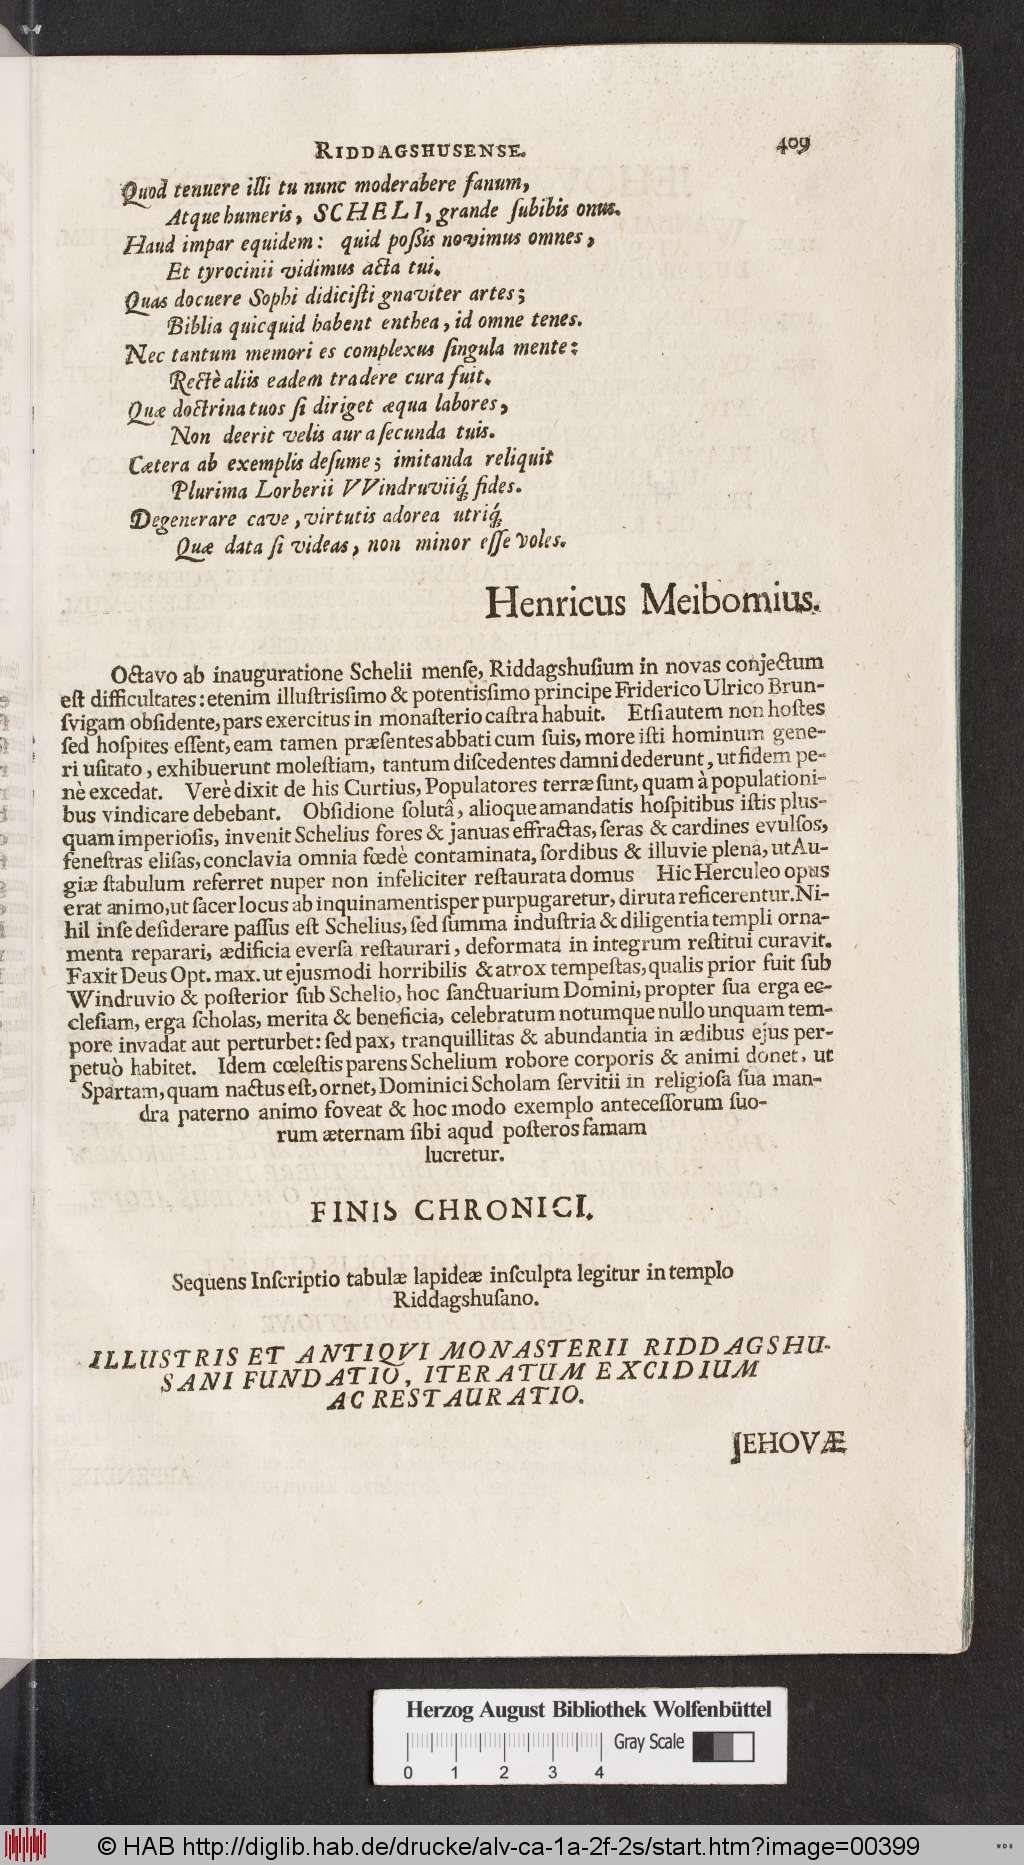 RIDDAGSHUSENSE. 409
Quod tenuere illi tu nunc moderabere fanum,
Atque humeris, SCHELI, grande ſubibis onus.
Haud impar equidem: quid poſsis novimus omnes,
Et tyrocinii vidimus acta tui.
Quas docuere Sophi didiciſti gnaviter artes;
Biblia quicquid habent enthea, id omne tenes.
Nec tantum memori es complexus ſingula mente:
Rectè aliis eadem tradere cura fuit.
Quæ doctrina tuos ſi diriget æqua labores,
Non deerit velis aura ſecunda tuis.
Cætera ab exemplis deſume; imitanda reliquit
Plurima Lorberii VVindruviiq́; fides.
Degenerare cave, virtutis adorea utriq́;
Quæ data ſi videas, non minor eſſe voles.
Henricus Meibomius.
Octavo ab inauguratione Schelii menſe, Riddagshuſium in novas conjectum
eſt difficultates: etenim illuſtriſſimo & potentiſsimo principe Friderico Ulrico Brun-
ſvigam obſidente, pars exercitus in monaſterio caſtra habuit. Etſi autem non hoſtes
ſed hoſpites eſſent, eam tamen præſentes abbati cum ſuis, more iſti hominum gene-
ri uſitato, exhibuerunt moleſtiam, tantum diſcedentes damni dederunt, ut fidem pe-
nè excedat. Verè dixit de his Curtius, Populatores terræ ſunt, quam à populationi-
bus vindicare debebant. Obſidione ſolutâ, alioque amandatis hoſpitibus iſtis plus-
quam imperioſis, invenit Schelius fores & januas effractas, ſeras & cardines evulſos,
feneſtras eliſas, conclavia omnia fœdè contaminata, ſordibus & illuvie plena, ut Au-
giæ ſtabulum referret nuper non infeliciter reſtaurata domus Hic Herculeo opus
erat animo, ut ſacer locus ab inquinamentis per purpugaretur, diruta reficerentur. Ni-
hil in ſe deſiderare paſſus eſt Schelius, ſed ſumma induſtria & diligentia templi orna-
menta reparari, ædificia everſa reſtaurari, deformata in integrum reſtitui curavit.
Faxit Deus Opt. max. ut ejusmodi horribilis & atrox tempeſtas, qualis prior fuit ſub
Windruvio & poſterior ſub Schelio, hoc ſanctuarium Domini, propter ſua erga ec-
cleſiam, erga ſcholas, merita & beneficia, celebratum notumque nullo unquam tem-
pore invadat aut perturbet: ſed pax, tranquillitas & abundantia in ædibus ejus per-
petuò habitet. Idem cœleſtis parens Schelium robore corporis & animi donet, ut
Spartam, quam nactus eſt, ornet, Dominici Scholam ſervitii in religioſa ſua man-
dra paterno animo foveat & hoc modo exemplo anteceſſorum ſuo-
rum æternam ſibi aqud poſteros famam
lucretur.
FINIS CHRONICI.
Sequens Inſcriptio tabulæ lapideæ inſculpta legitur in templo
Riddagshuſano.
ILLUSTRIS ET ANTIQVI MONASTERII RIDDAGSHU-
SANI FUNDATIO, ITERATUM EXCIDIUM
AC RESTAURATIO.
JEHOVÆ
Herzog August Bibliothek Wolfenbüttel
Gray Scale
0 1 2 3 4
© HAB http://diglib.hab.de/drucke/alv-ca-1a-2f-2s/start.htm?image=00399